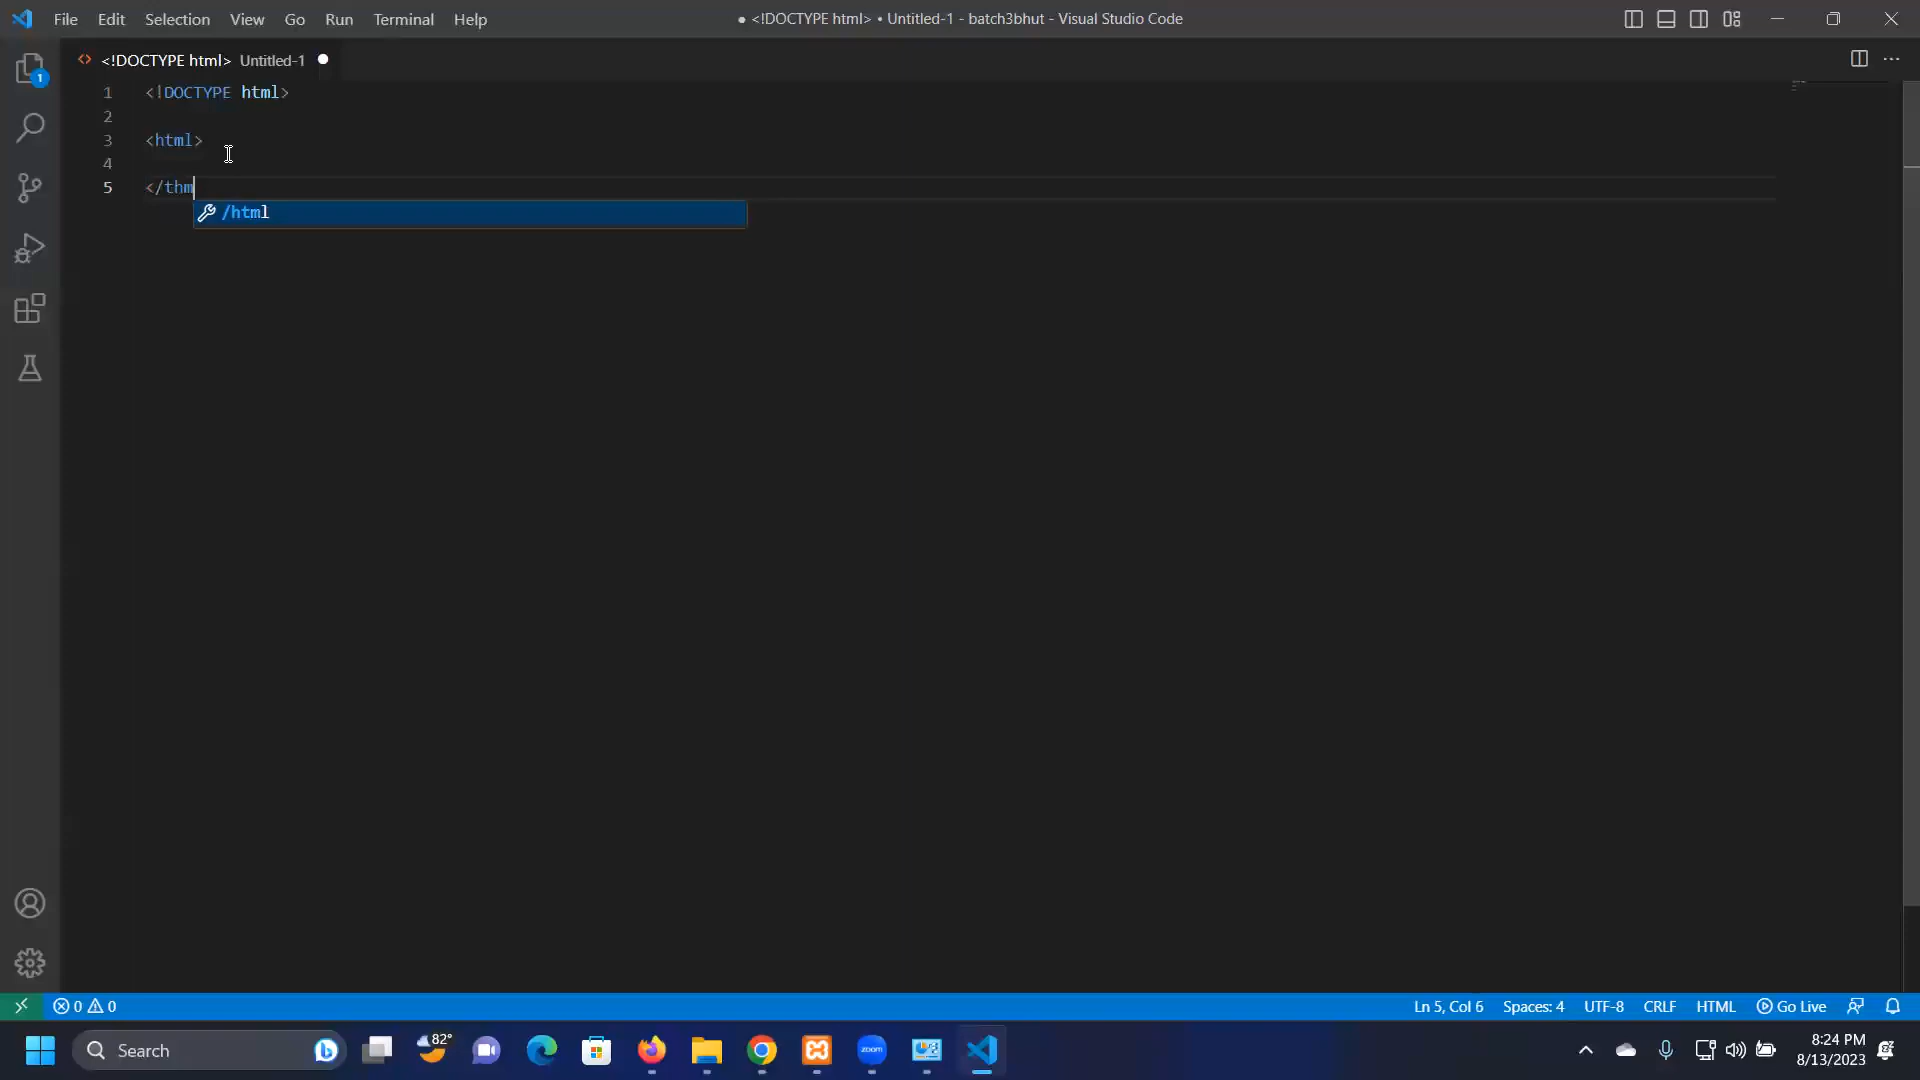 File Edit Selection View Go Run Terminal Help
● <!DOCTYPE html> • Untitled-1 - batch3bhut - Visual Studio Code
<!DOCTYPE html> Untitled-1
1 <!DOCTYPE html>
2
3 <html>
4
5 </thm
/html
1
0 0
Ln 5, Col 6 Spaces: 4 UTF-8 CRLF HTML Go Live
Search
82°
zoom
8:24 PM
8/13/2023